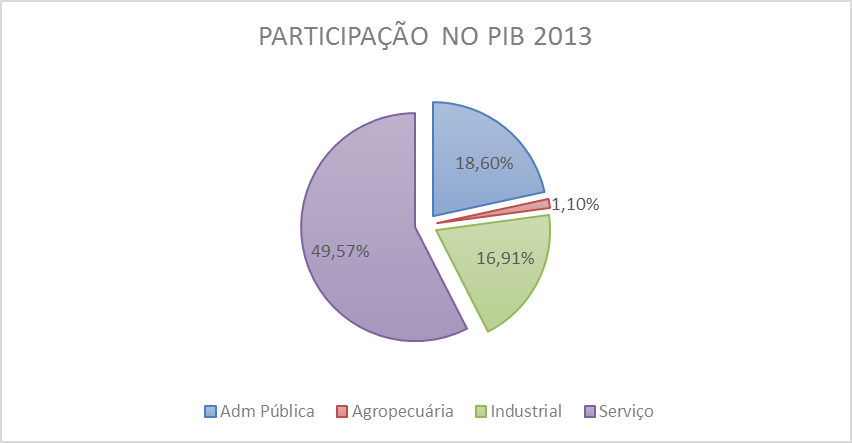 PARTICIPAÇÃO NO PIB 2013
18,60%
1,10%
49,57%
16,91%
Adm Pública Agropecuária Industrial Serviço